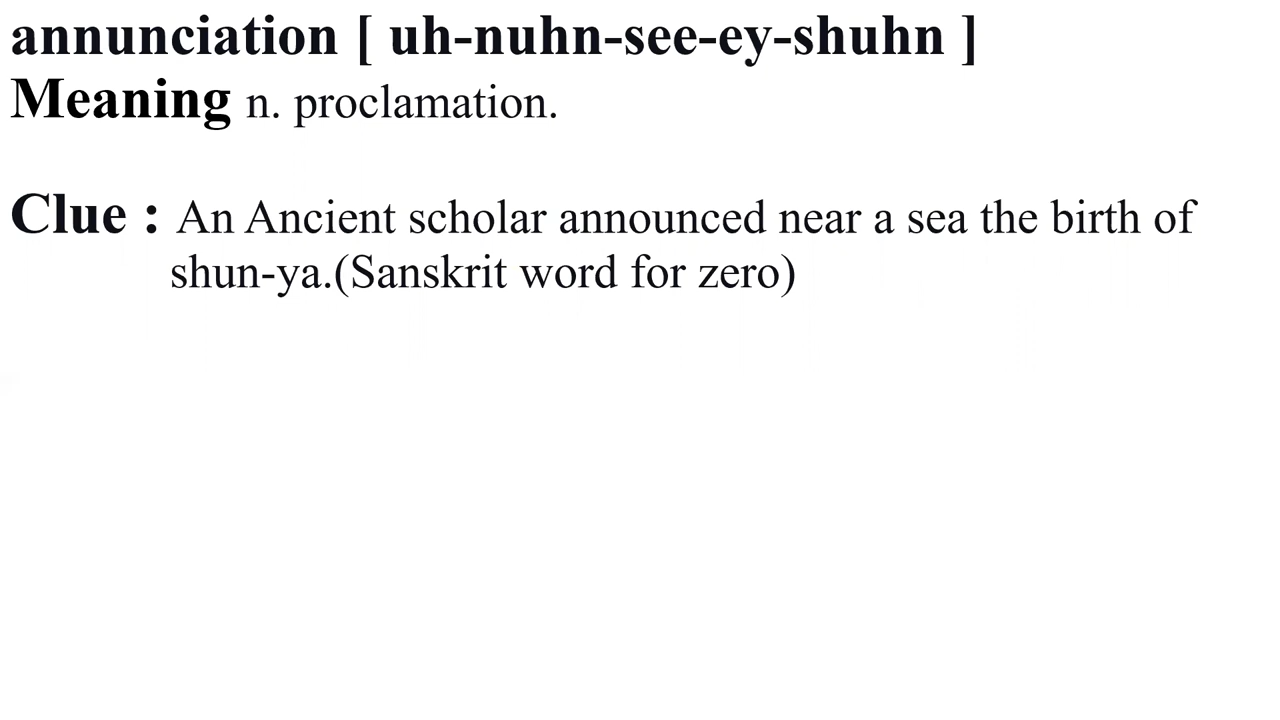 annunciation [ uh-nuhn-see-ey-shuhn ]
Meaning n. proclamation.
Clue : An Ancient scholar announced near a sea the birth of
shun-ya.(Sanskrit word for zero)